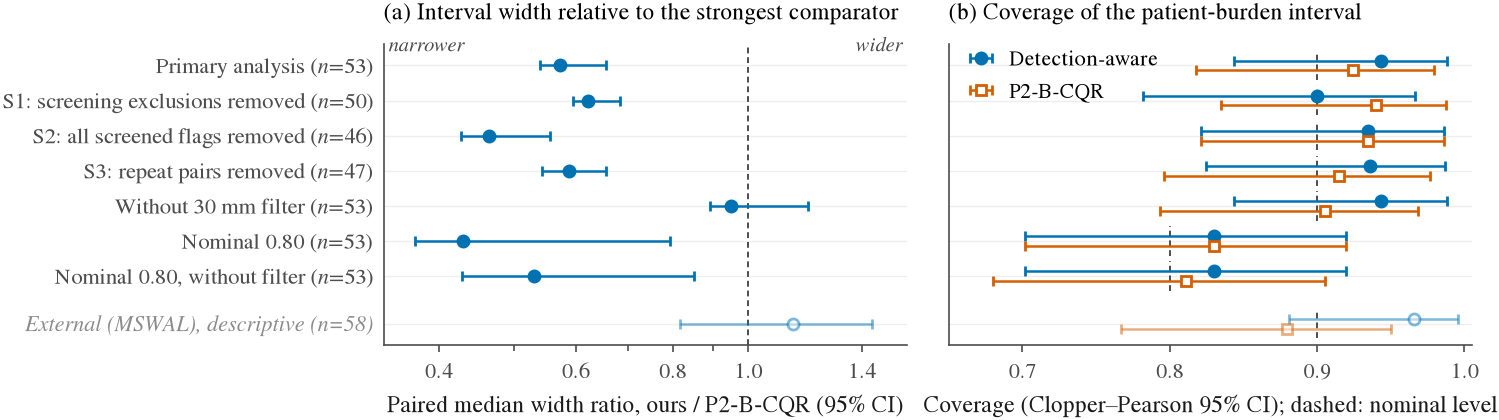 (a) Interval width relative to the strongest comparator
narrower
wider
Primary analysis (n=53)
S1: screening exclusions removed (n=50)
S2: all screened flags removed (n=46)
S3: repeat pairs removed (n=47)
Without 30 mm filter (n=53)
Nominal 0.80 (n=53)
Nominal 0.80, without filter (n=53)
External (MSWAL), descriptive (n=58)
0.4 0.6 0.8 1.0 1.4
Paired median width ratio, ours / P2-B-CQR (95% CI)
(b) Coverage of the patient-burden interval
Detection-aware
P2-B-CQR
0.7 0.8 0.9 1.0
Coverage (Clopper–Pearson 95% CI); dashed: nominal level